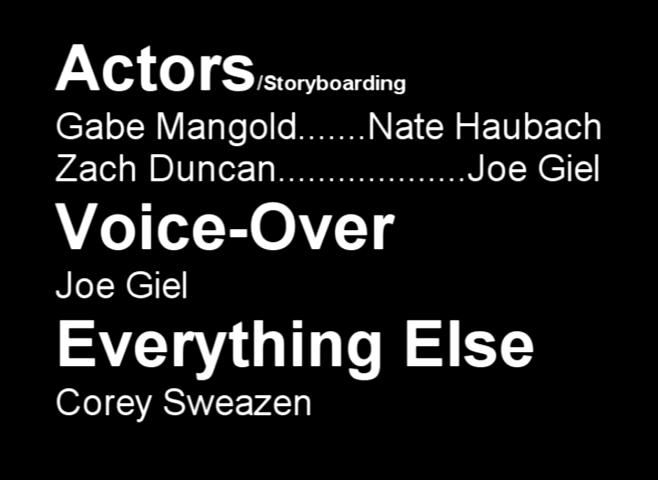 Actors/Storyboarding
Gabe Mangold.......Nate Haubach
Zach Duncan...................Joe Giel
Voice-Over
Joe Giel
Everything Else
Corey Sweazen